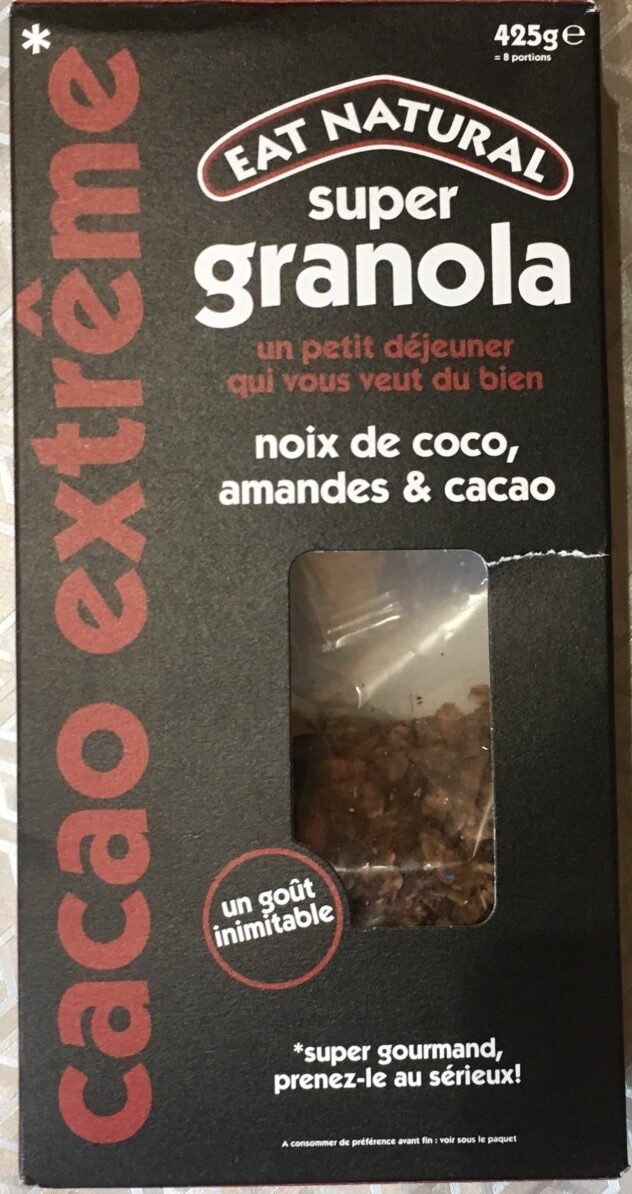 *
cacao extrême
425g e
= 8 portions
EAT NATURAL
super
granola
un petit déjeuner
qui vous veut du bien
noix de coco,
amandes & cacao
un goût
inimitable
*super gourmand,
prenez-le au sérieux!
A consommer de préférence avant fin : voir sous le paquet